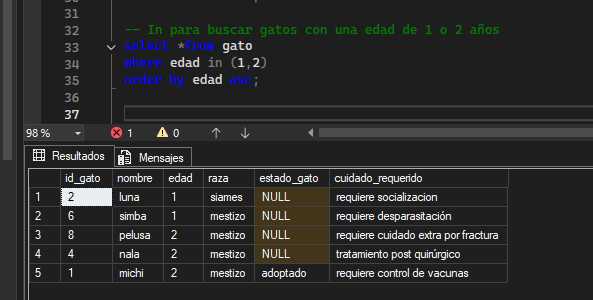 32 -- In para buscar gatos con una edad de 1 o 2 años
33 select *from gato
34 where edad in (1,2)
35 order by edad asc;
36
37
98 % 1 0
Resultados Mensajes
id_gato nombre edad raza estado_gato cuidado_requerido
1 2 luna 1 siames NULL requiere socializacion
2 6 simba 1 mestizo NULL requiere desparasitación
3 8 pelusa 2 mestizo NULL requiere cuidado extra por fractura
4 4 nala 2 mestizo NULL tratamiento post quirúrgico
5 1 michi 2 mestizo adoptado requiere control de vacunas